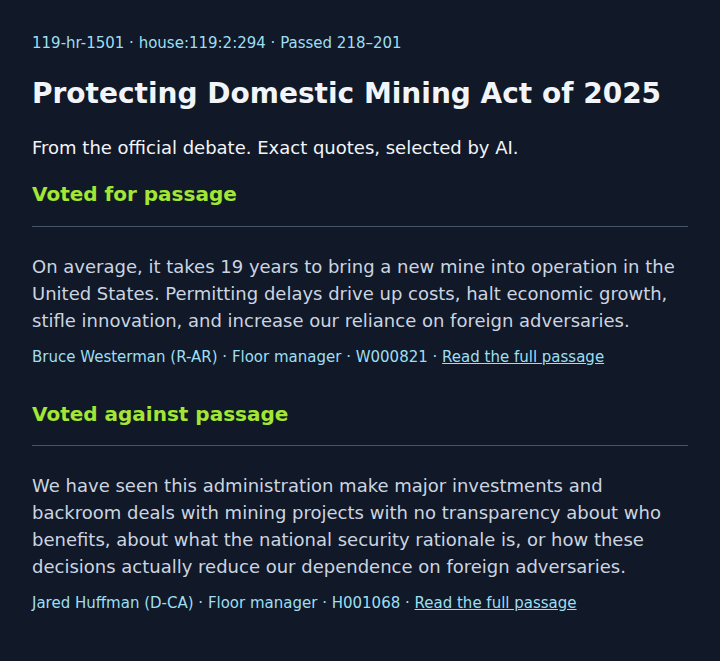 119-hr-1501 · house:119:2:294 · Passed 218–201
Protecting Domestic Mining Act of 2025
From the official debate. Exact quotes, selected by AI.
Voted for passage
On average, it takes 19 years to bring a new mine into operation in the
United States. Permitting delays drive up costs, halt economic growth,
stifle innovation, and increase our reliance on foreign adversaries.
Bruce Westerman (R-AR) · Floor manager · W000821 · Read the full passage
Voted against passage
We have seen this administration make major investments and
backroom deals with mining projects with no transparency about who
benefits, about what the national security rationale is, or how these
decisions actually reduce our dependence on foreign adversaries.
Jared Huffman (D-CA) · Floor manager · H001068 · Read the full passage